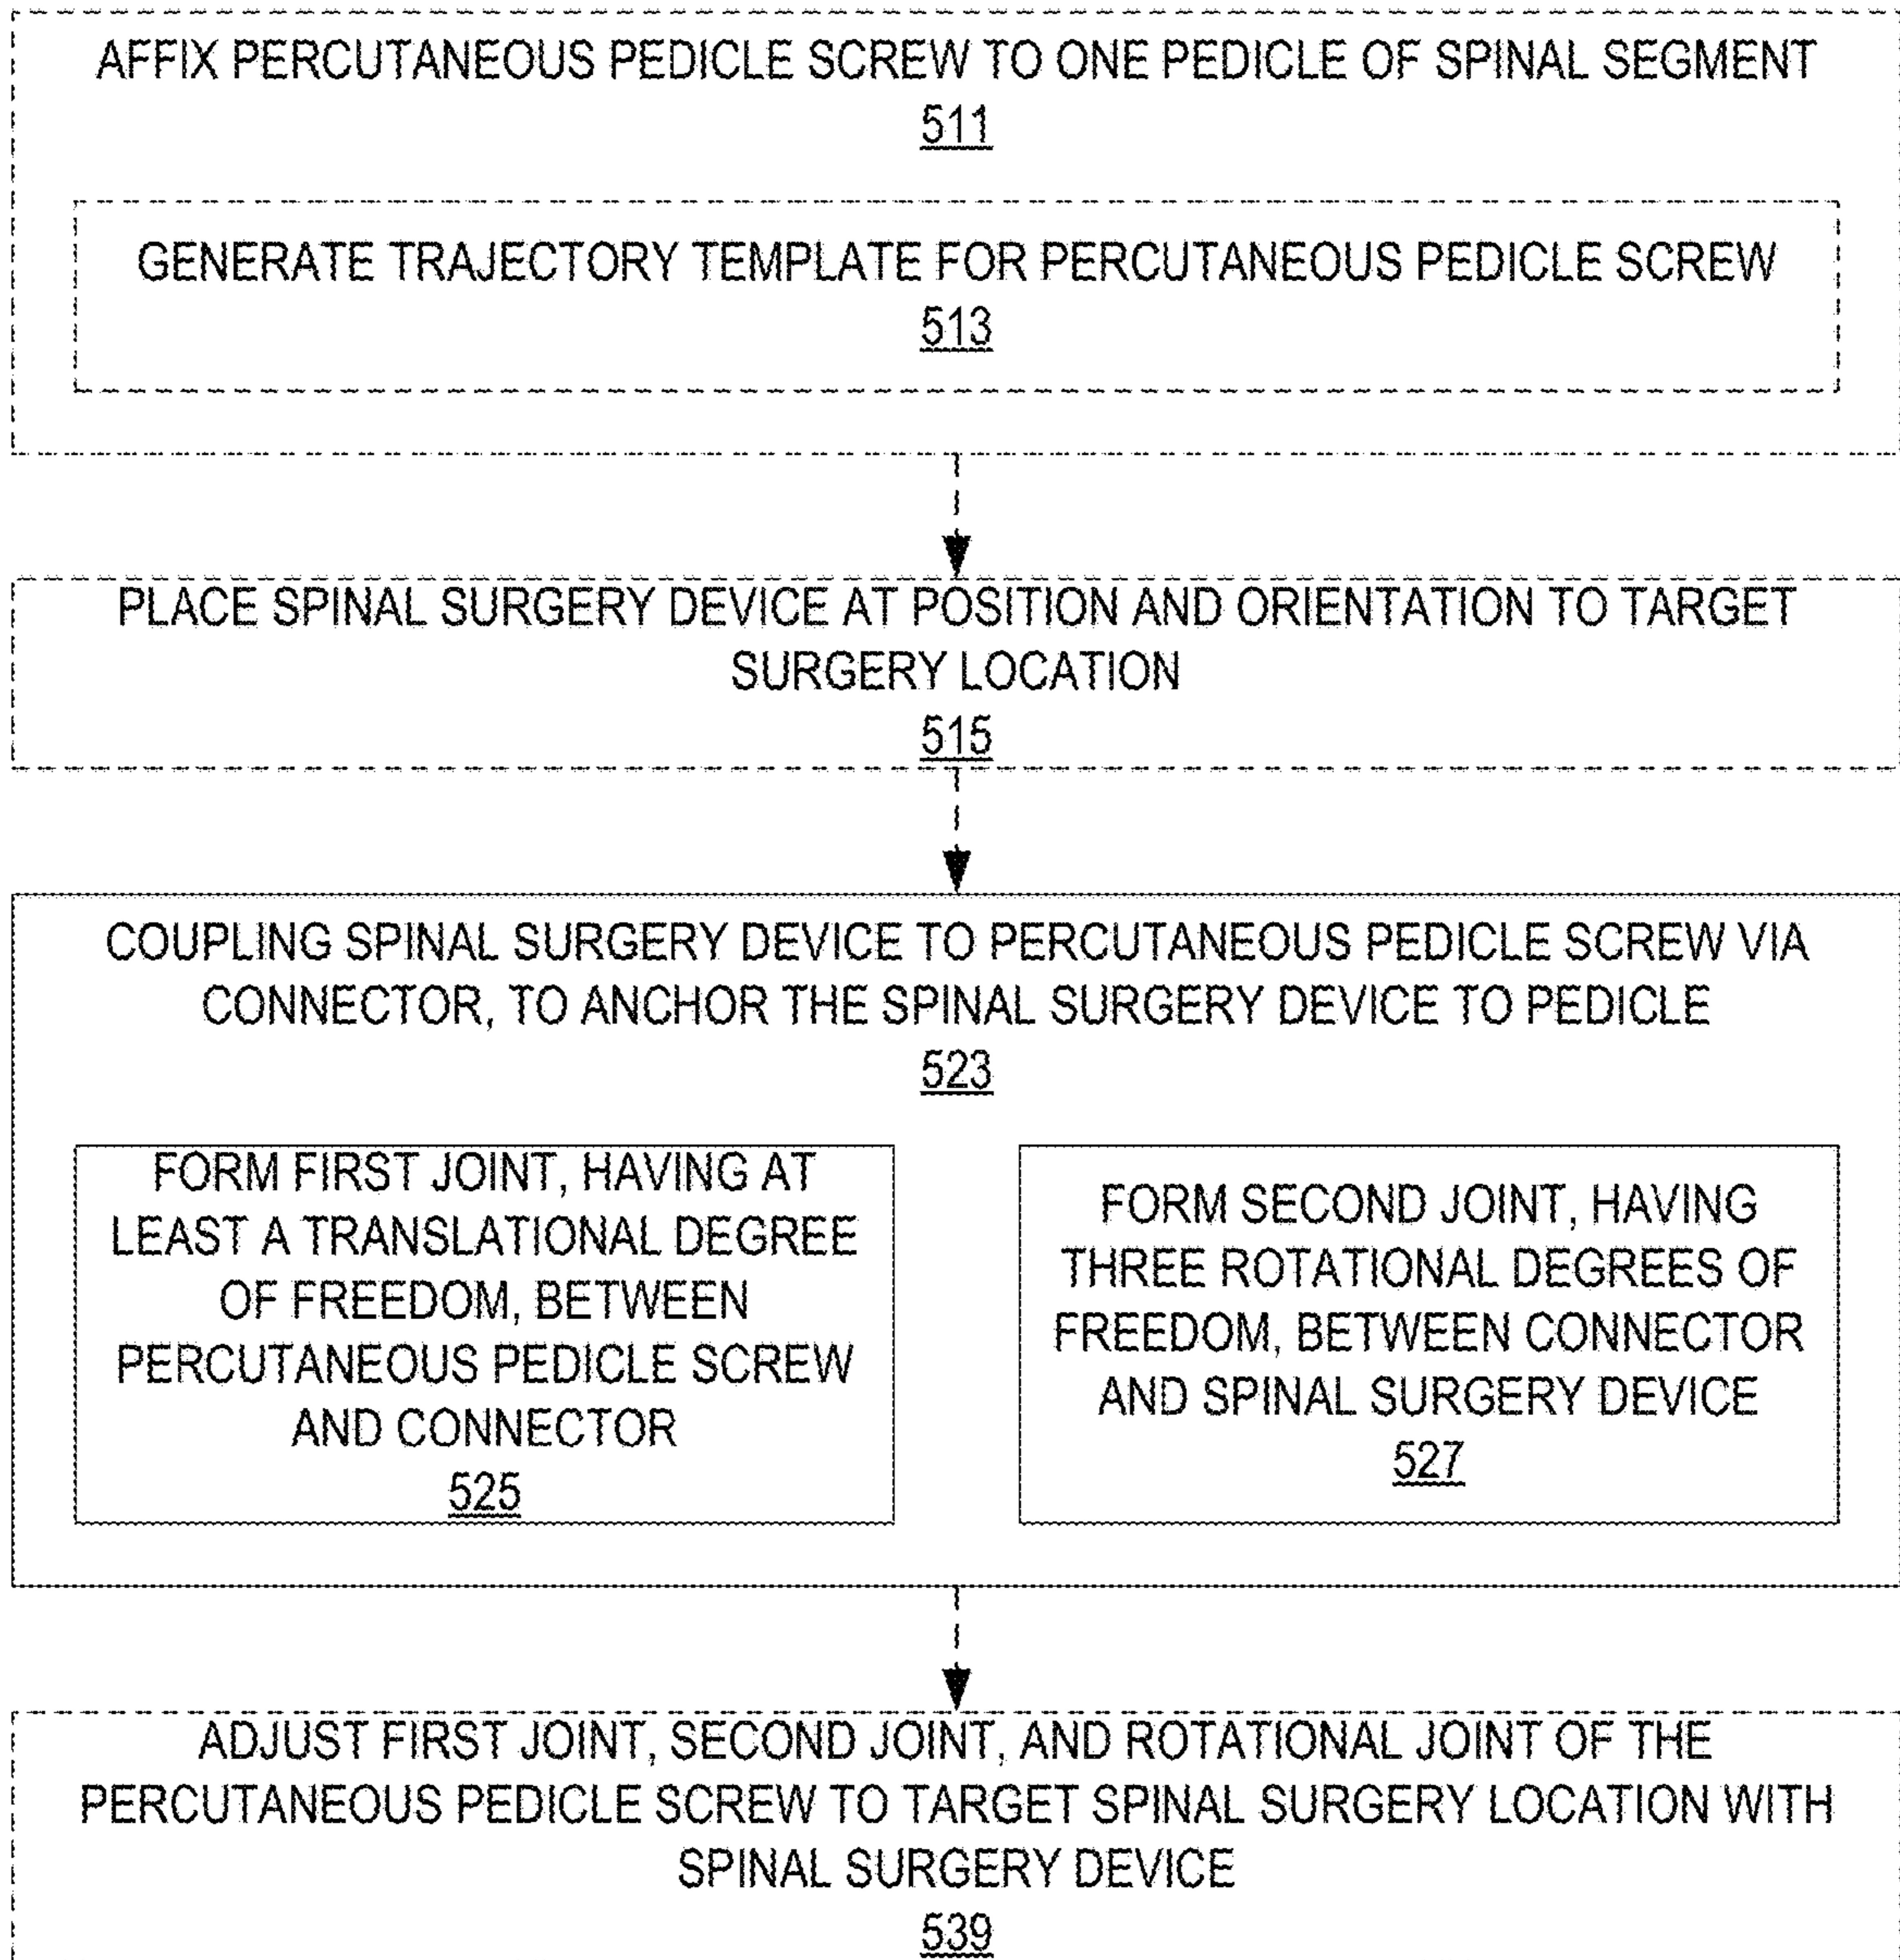 AFFIX PERCUTANEOUS PEDICLE SCREW TO ONE PEDICLE OF SPINAL SEGMENT
511
GENERATE TRAJECTORY TEMPLATE FOR PERCUTANEOUS PEDICLE SCREW
513
PLACE SPINAL SURGERY DEVICE AT POSITION AND ORIENTATION TO TARGET
SURGERY LOCATION
515
COUPLING SPINAL SURGERY DEVICE TO PERCUTANEOUS PEDICLE SCREW VIA
CONNECTOR, TO ANCHOR THE SPINAL SURGERY DEVICE TO PEDICLE
523
FORM FIRST JOINT, HAVING AT
LEAST A TRANSLATIONAL DEGREE
OF FREEDOM, BETWEEN
PERCUTANEOUS PEDICLE SCREW
AND CONNECTOR
525
FORM SECOND JOINT, HAVING
THREE ROTATIONAL DEGREES OF
FREEDOM, BETWEEN CONNECTOR
AND SPINAL SURGERY DEVICE
527
ADJUST FIRST JOINT, SECOND JOINT, AND ROTATIONAL JOINT OF THE
PERCUTANEOUS PEDICLE SCREW TO TARGET SPINAL SURGERY LOCATION WITH
SPINAL SURGERY DEVICE
539